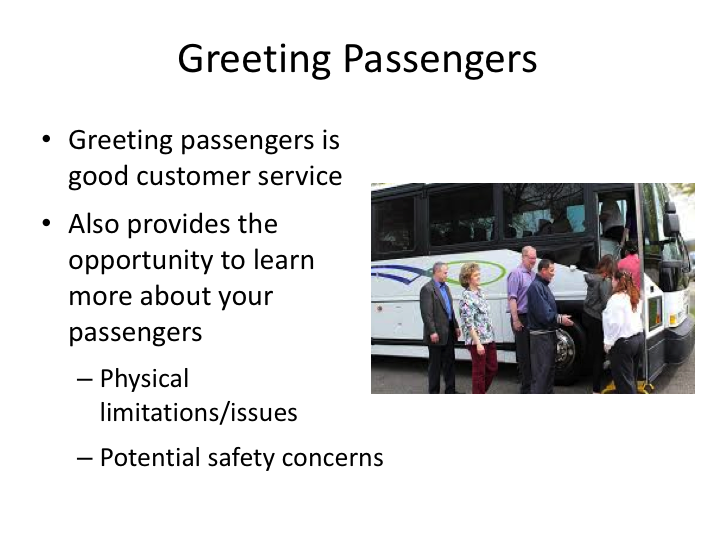 Greeting Passengers
• Greeting passengers is
good customer service
• Also provides the
opportunity to learn
more about your
passengers
– Physical
limitations/issues
– Potential safety concerns